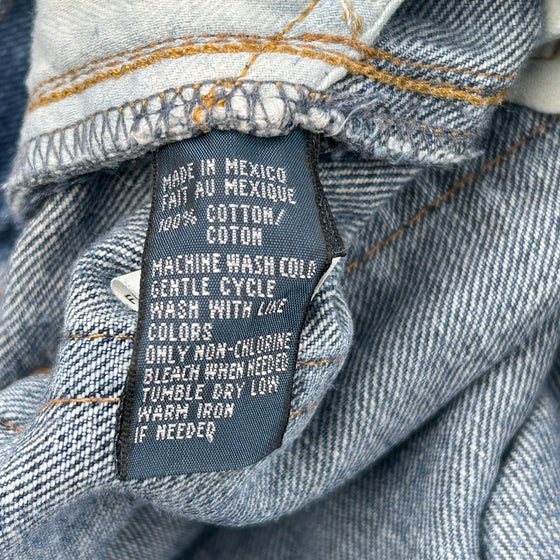 MADE IN MEXICO
FAIT AU MEXIQUE
100% COTTON/
COTON
MACHINE WASH COLD
GENTLE CYCLE
WASH WITH LIKE
COLORS
ONLY NON-CHLORINE
BLEACH WHEN NEEDED
TUMBLE DRY LOW
WARM IRON
IF NEEDED